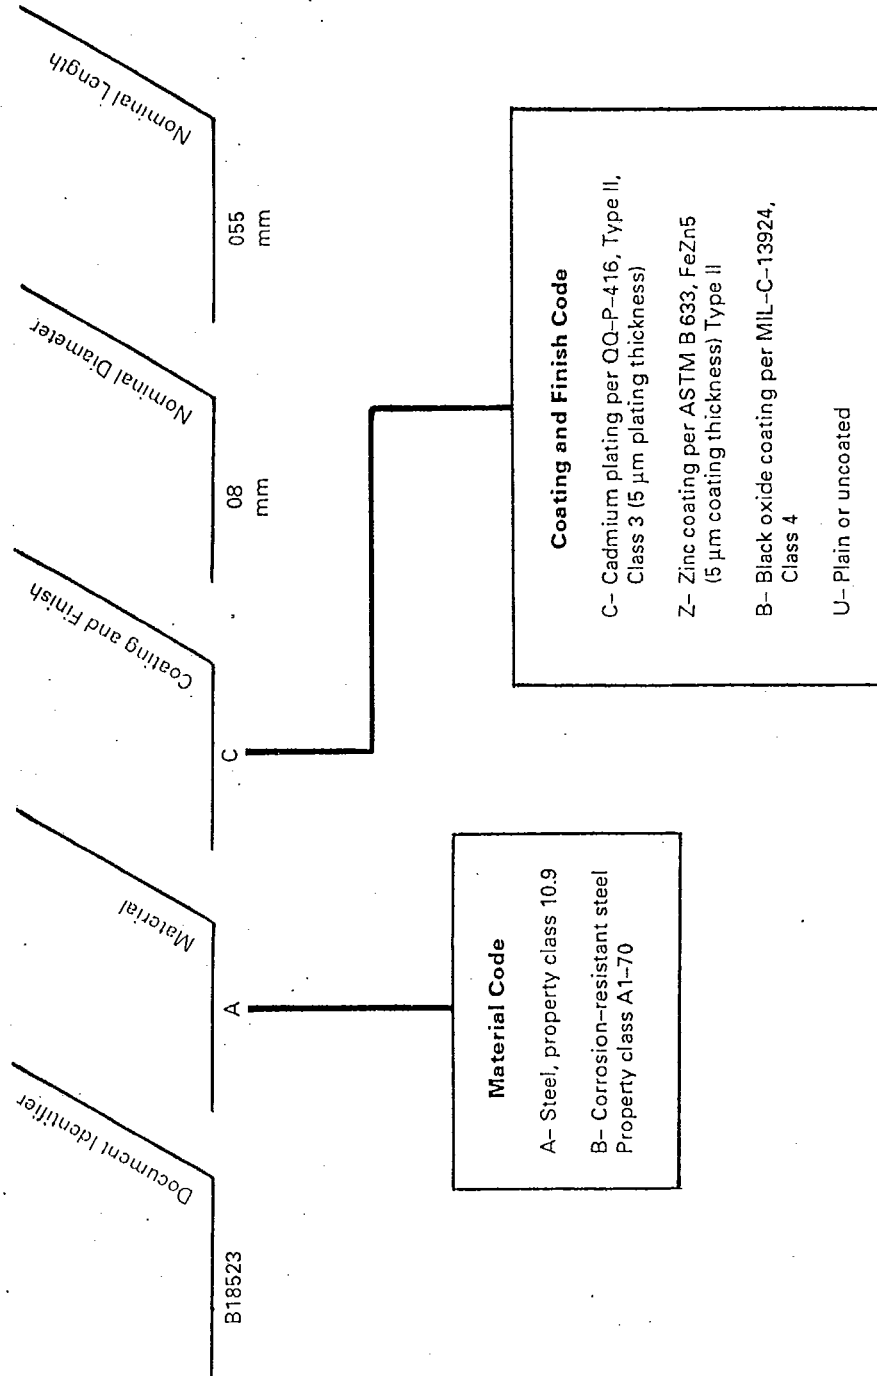 Document Identifier
Material
Coating and Finish
Nominal Diameter
Nominal Length
B18523
A
C
08
mm
055
mm
Material Code
A– Steel, property class 10.9
B– Corrosion–resistant steel
Property class A1–70
Coating and Finish Code
C– Cadmium plating per QQ–P–416, Type II,
Class 3 (5 µm plating thickness)
Z– Zinc coating per ASTM B 633, FeZn5
(5 µm coating thickness) Type II
B– Black oxide coating per MIL–C–13924,
Class 4
U– Plain or uncoated